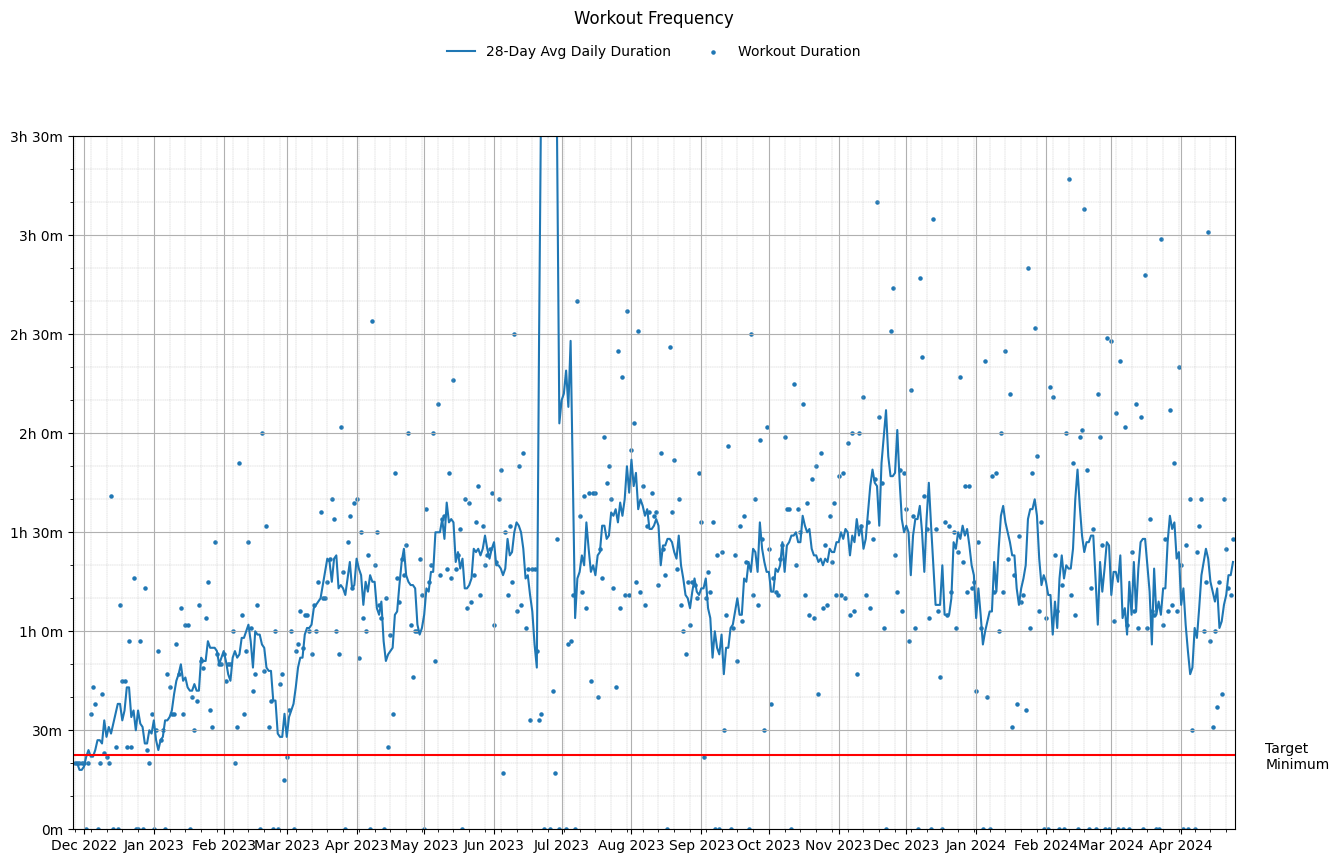 Workout Frequency
28-Day Avg Daily Duration
Workout Duration
3h 30m
3h 0m
2h 30m
2h 0m
1h 30m
1h 0m
30m
0m
Target
Minimum
Dec 2022
Jan 2023
Feb 2023
Mar 2023
Apr 2023
May 2023
Jun 2023
Jul 2023
Aug 2023
Sep 2023
Oct 2023
Nov 2023
Dec 2023
Jan 2024
Feb 2024
Mar 2024
Apr 2024